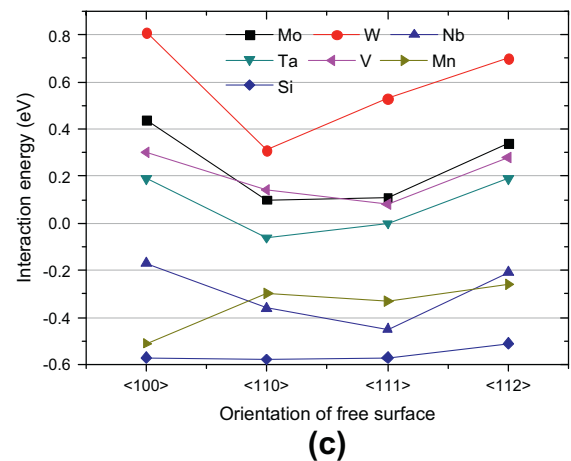 0.8
0.6
0.4
0.2
0.0
-0.2
-0.4
-0.6
Interaction energy (eV)
Mo W Nb
Ta V Mn
Si
<100> <110> <111> <112>
Orientation of free surface
(c)